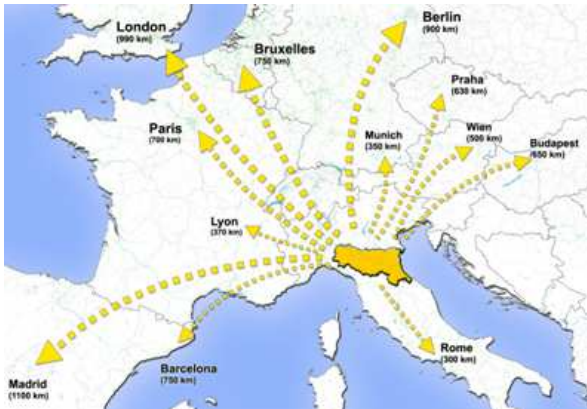 London
(990 km)
Berlin
(900 km)
Bruxelles
(750 km)
Praha
(630 km)
Paris
(700 km)
Munich
(350 km)
Wien
(500 km)
Budapest
(650 km)
Lyon
(370 km)
Rome
(300 km)
Barcelona
(750 km)
Madrid
(1100 km)